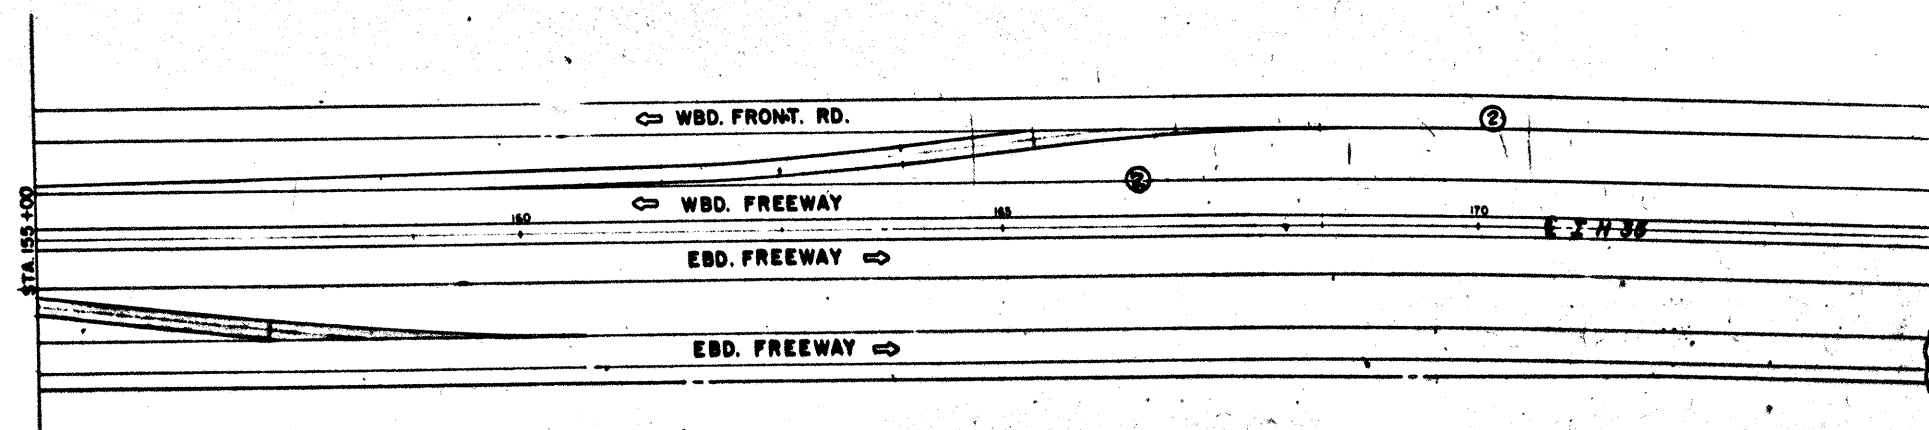 ⇦ WBD. FRONT. RD.
2
2
STA. 155+00
⇦ WBD. FREEWAY
160
165
170
EBD. FREEWAY ⇨
EBD. FREEWAY ⇨